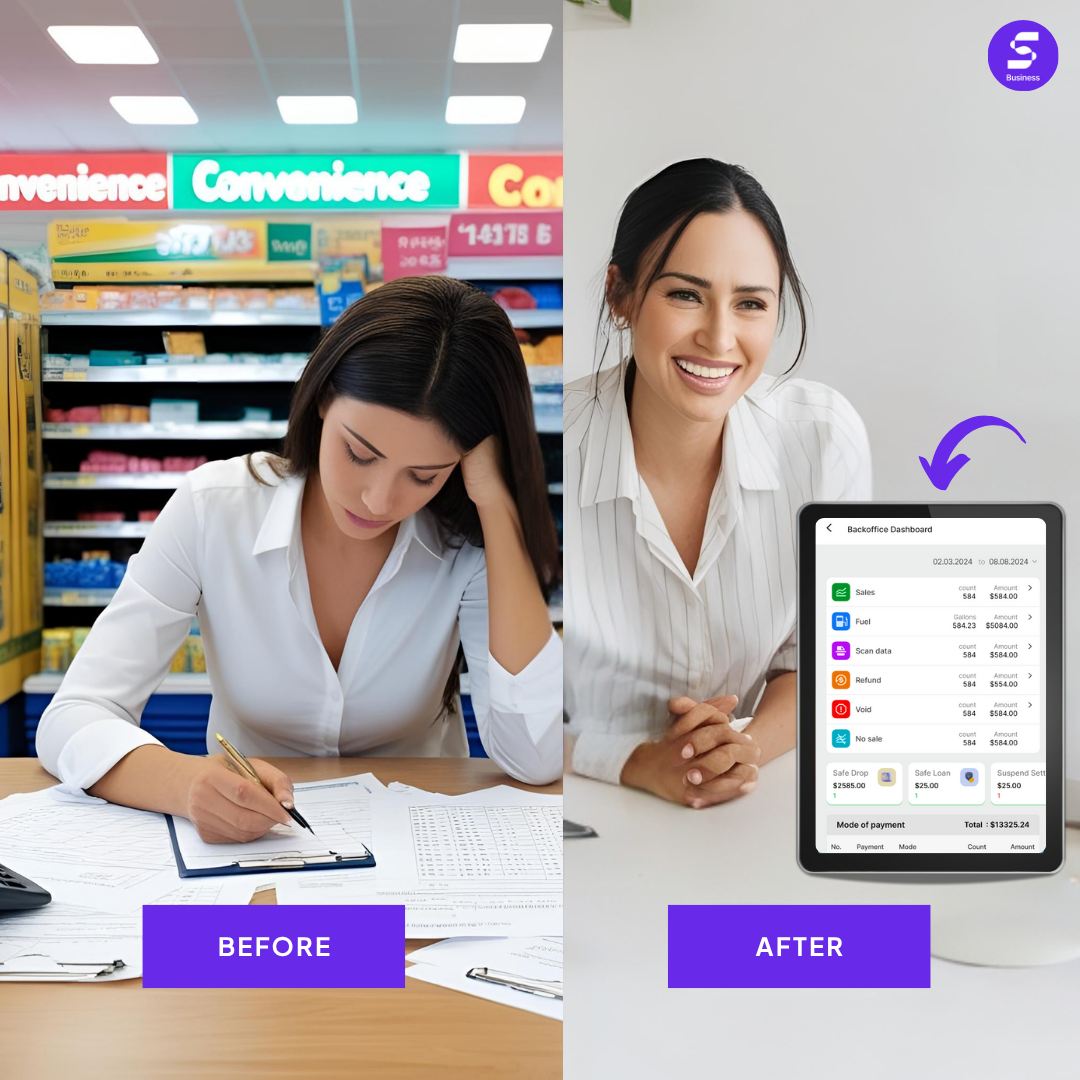 nvenience
Convenience
Co
BEFORE
S
Business
Backoffice Dashboard
02.03.2024 to 08.08.2024
Sales count 584 Amount $584.00
Fuel Gallons 584.23 Amount $5084.00
Scan data count 584 Amount $584.00
Refund count 584 Amount $554.00
Void count 584 Amount $584.00
No sale count 584 Amount $584.00
Safe Drop Safe Loan Suspend Sett
$2585.00 $25.00 $25.00
1 1 1
Mode of payment Total : $13325.24
No. Payment Mode Count Amount
AFTER